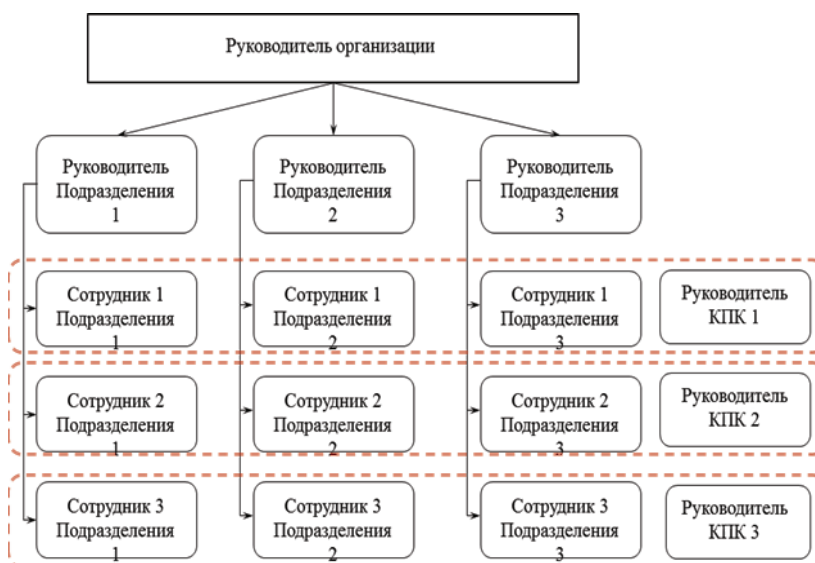 Руководитель организации
Руководитель
Подразделения
1
Руководитель
Подразделения
2
Руководитель
Подразделения
3
Сотрудник 1
Подразделения
1
Сотрудник 1
Подразделения
2
Сотрудник 1
Подразделения
3
Руководитель
КПК 1
Сотрудник 2
Подразделения
1
Сотрудник 2
Подразделения
2
Сотрудник 2
Подразделения
3
Руководитель
КПК 2
Сотрудник 3
Подразделения
1
Сотрудник 3
Подразделения
2
Сотрудник 3
Подразделения
3
Руководитель
КПК 3